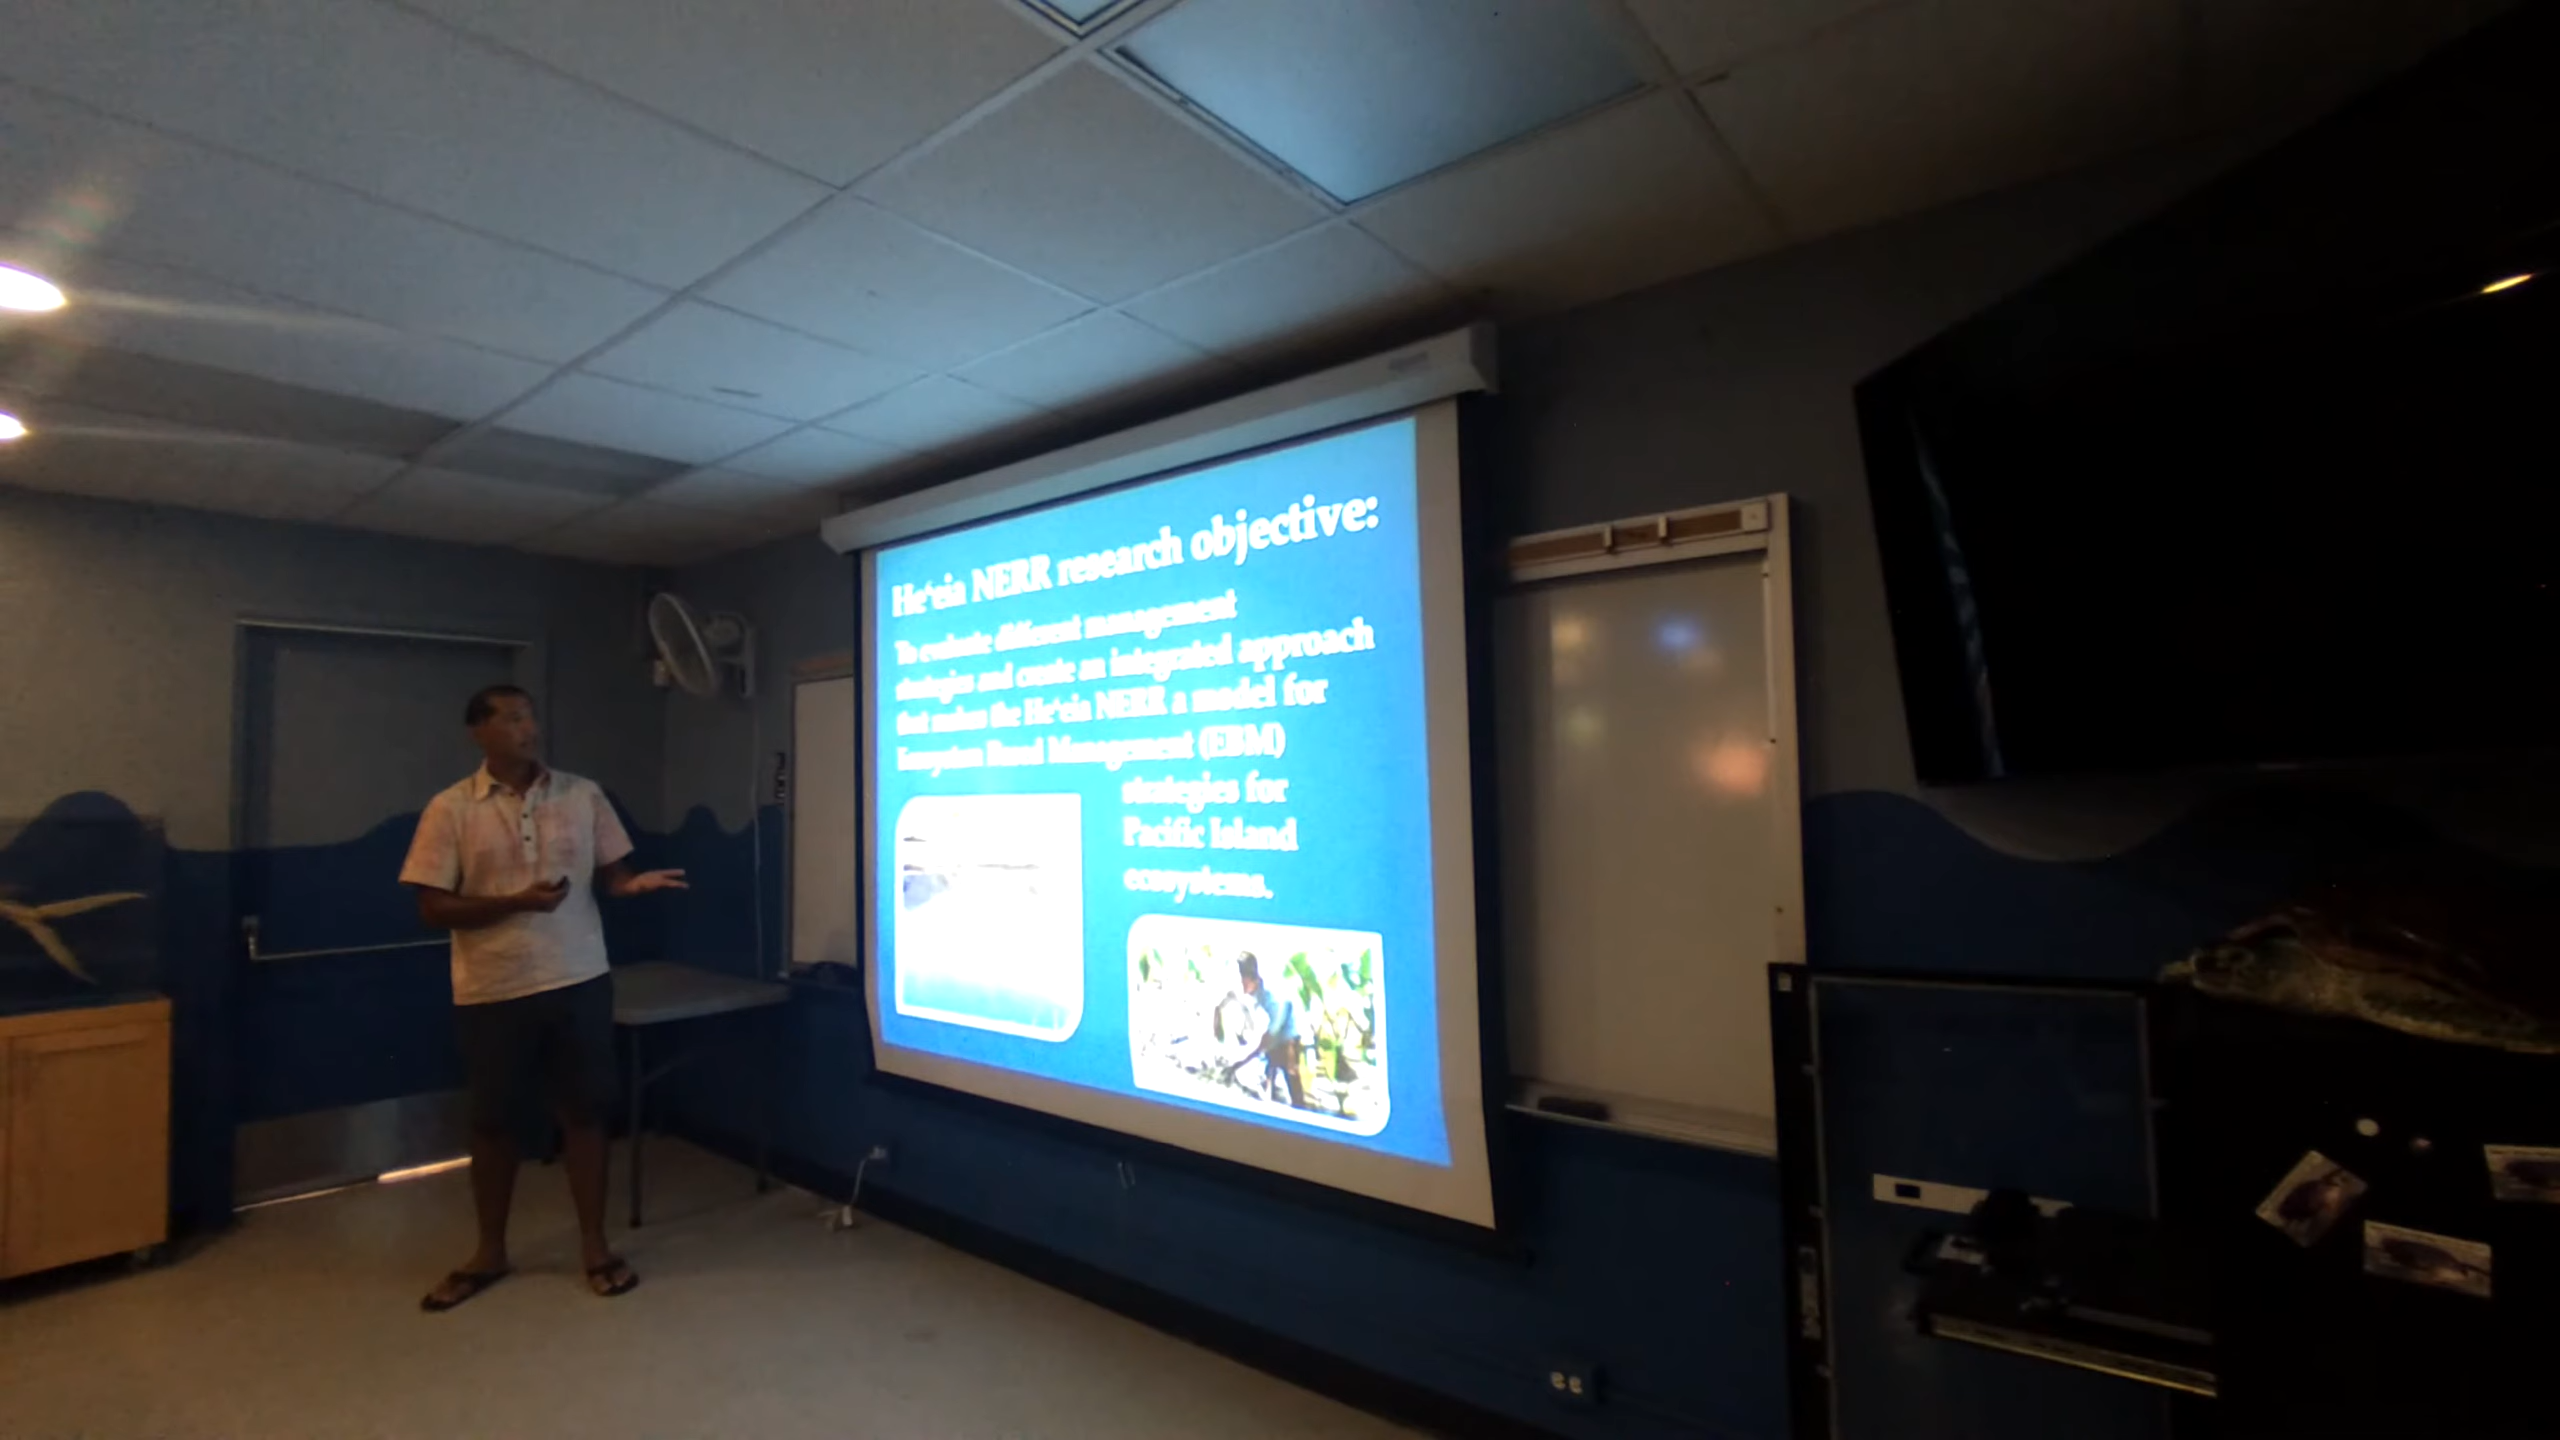 Heʻeia NERR research objective:
To evaluate different management
strategies and create an integrated approach
that makes the Heʻeia NERR a model for
Ecosystem Based Management (EBM)
strategies for
Pacific Island
ecosystems.